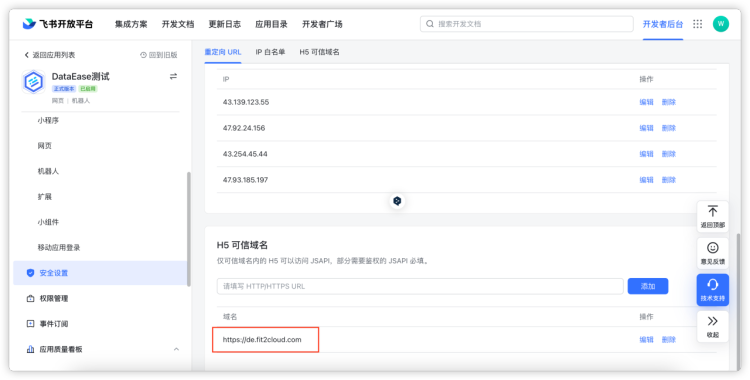 飞书开放平台
集成方案
开发文档
更新日志
应用目录
开发者广场
搜索开发文档
开发者后台
W
返回应用列表
回到旧版
DataEase测试
正式版本
已启用
网页 | 机器人
小程序
网页
机器人
扩展
小组件
移动应用登录
安全设置
权限管理
事件订阅
应用质量看板
重定向 URL
IP 白名单
H5 可信域名
IP
操作
43.139.123.55
编辑 删除
47.92.24.156
编辑 删除
43.254.45.44
编辑 删除
47.93.185.197
编辑 删除
H5 可信域名
仅可信域名内的 H5 可以访问 JSAPI，部分需要鉴权的 JSAPI 必填。
请填写 HTTP/HTTPS URL
添加
域名
操作
https://de.fit2cloud.com
编辑 删除
返回顶部
意见反馈
技术支持
收起